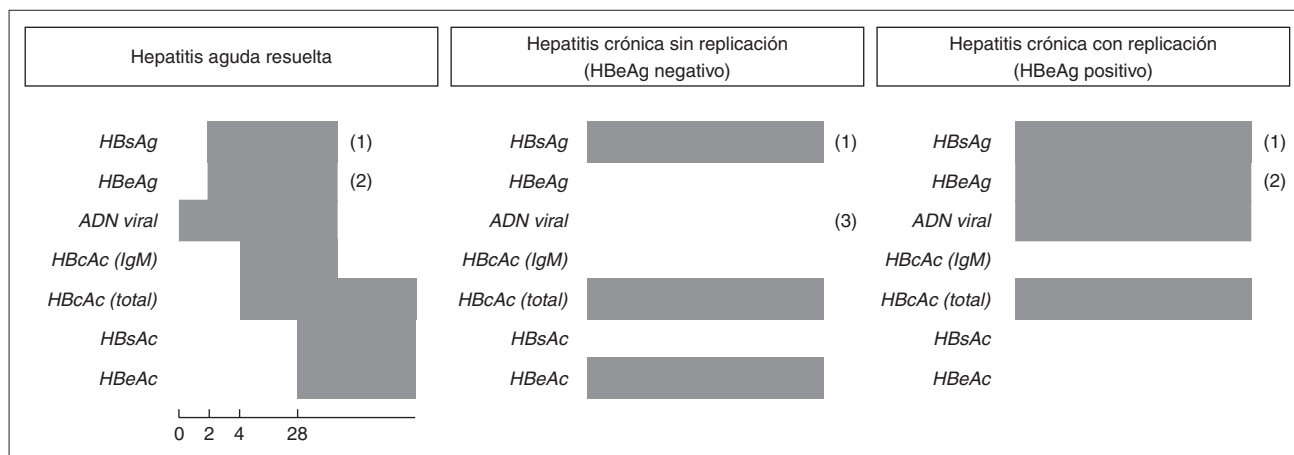 Hepatitis aguda resuelta
HBsAg (1)
HBeAg (2)
ADN viral
HBcAc (IgM)
HBcAc (total)
HBsAc
HBeAc
0 2 4 28
Hepatitis crónica sin replicación
(HBeAg negativo)
HBsAg (1)
HBeAg
ADN viral (3)
HBcAc (IgM)
HBcAc (total)
HBsAc
HBeAc
Hepatitis crónica con replicación
(HBeAg positivo)
HBsAg (1)
HBeAg (2)
ADN viral
HBcAc (IgM)
HBcAc (total)
HBsAc
HBeAc